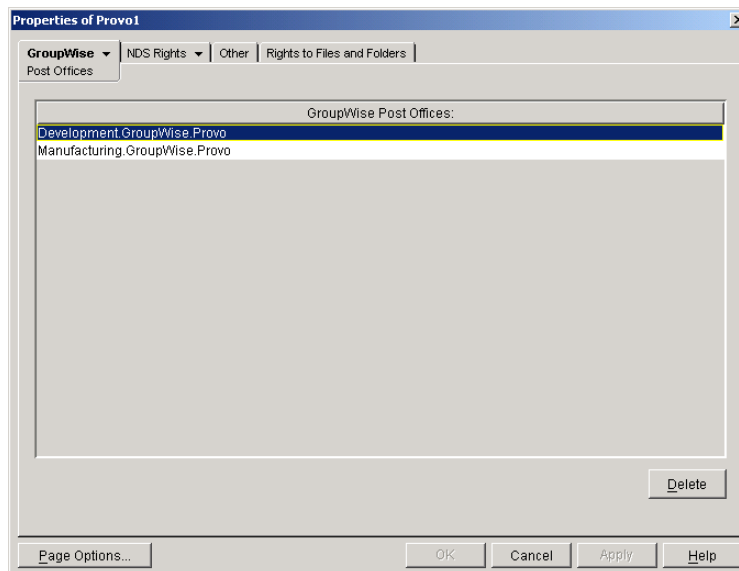 Properties of Provo1
GroupWise NDS Rights Other Rights to Files and Folders
Post Offices
GroupWise Post Offices:
Development.GroupWise.Provo
Manufacturing.GroupWise.Provo
Delete
Page Options... OK Cancel Apply Help